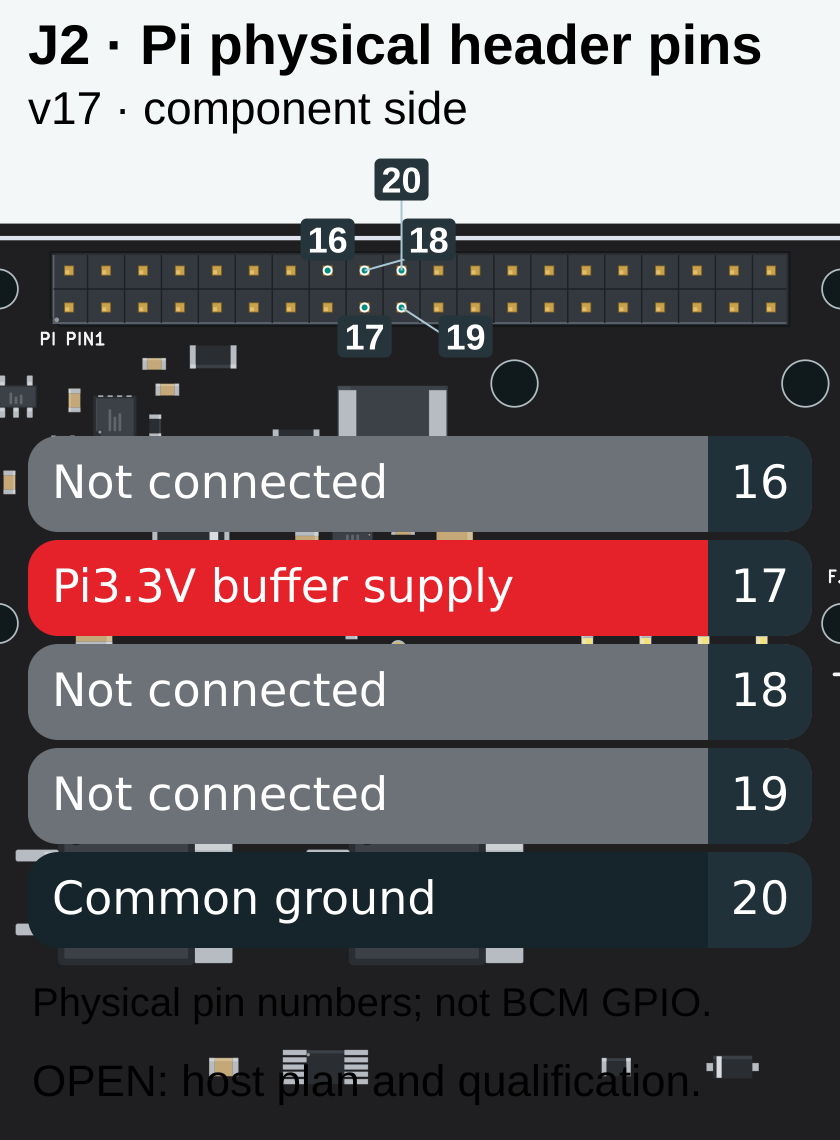 J2 · Pi physical header pins
v17 · component side
20
16 18
PI PIN1
17 19
Not connected 16
Pi3.3V buffer supply 17
Not connected 18
Not connected 19
Common ground 20
Physical pin numbers; not BCM GPIO.
OPEN: host plan and qualification.